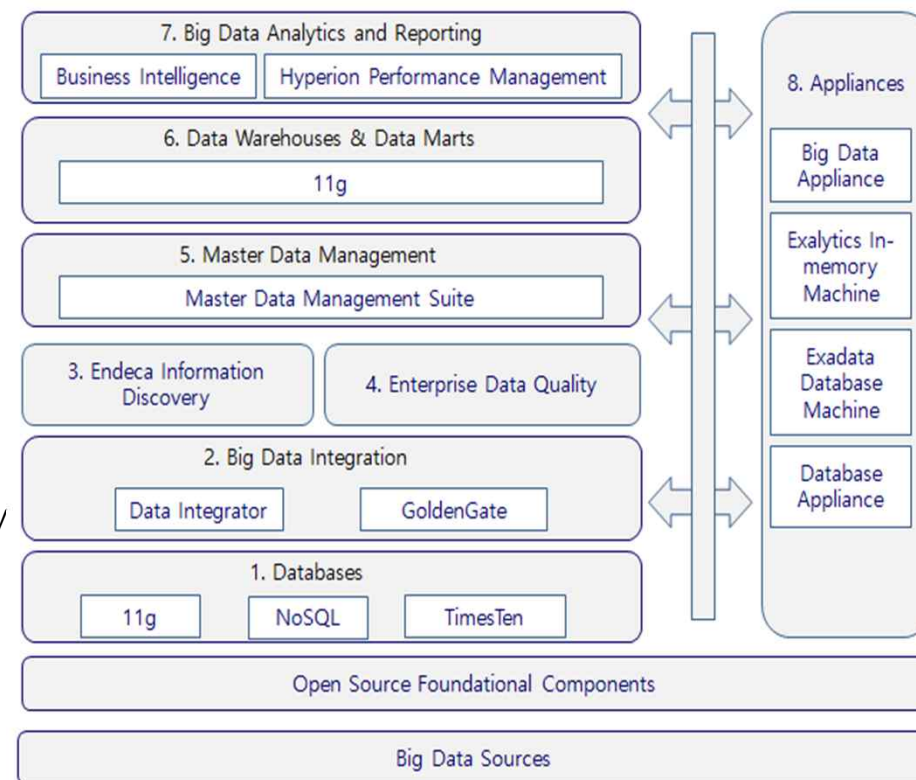 7. Big Data Analytics and Reporting
Business Intelligence
Hyperion Performance Management
6. Data Warehouses & Data Marts
11g
5. Master Data Management
Master Data Management Suite
3. Endeca Information
Discovery
4. Enterprise Data Quality
2. Big Data Integration
Data Integrator
GoldenGate
1. Databases
11g
NoSQL
TimesTen
8. Appliances
Big Data
Appliance
Exalytics In-
memory
Machine
Exadata
Database
Machine
Database
Appliance
Open Source Foundational Components
Big Data Sources